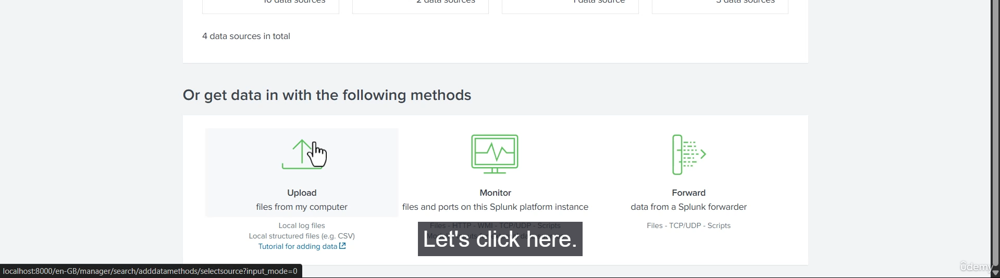 10 data sources
2 data sources
1 data source
3 data sources
4 data sources in total
Or get data in with the following methods
Upload
files from my computer
Local log files
Local structured files (e.g. CSV)
Tutorial for adding data
Monitor
files and ports on this Splunk platform instance
Files - HTTP - WMI - TCP/UDP - Scripts
Forward
data from a Splunk forwarder
Files - TCP/UDP - Scripts
Let's click here.
localhost:8000/en-GB/manager/search/adddatamethods/selectsource?input_mode=0
ûdemy